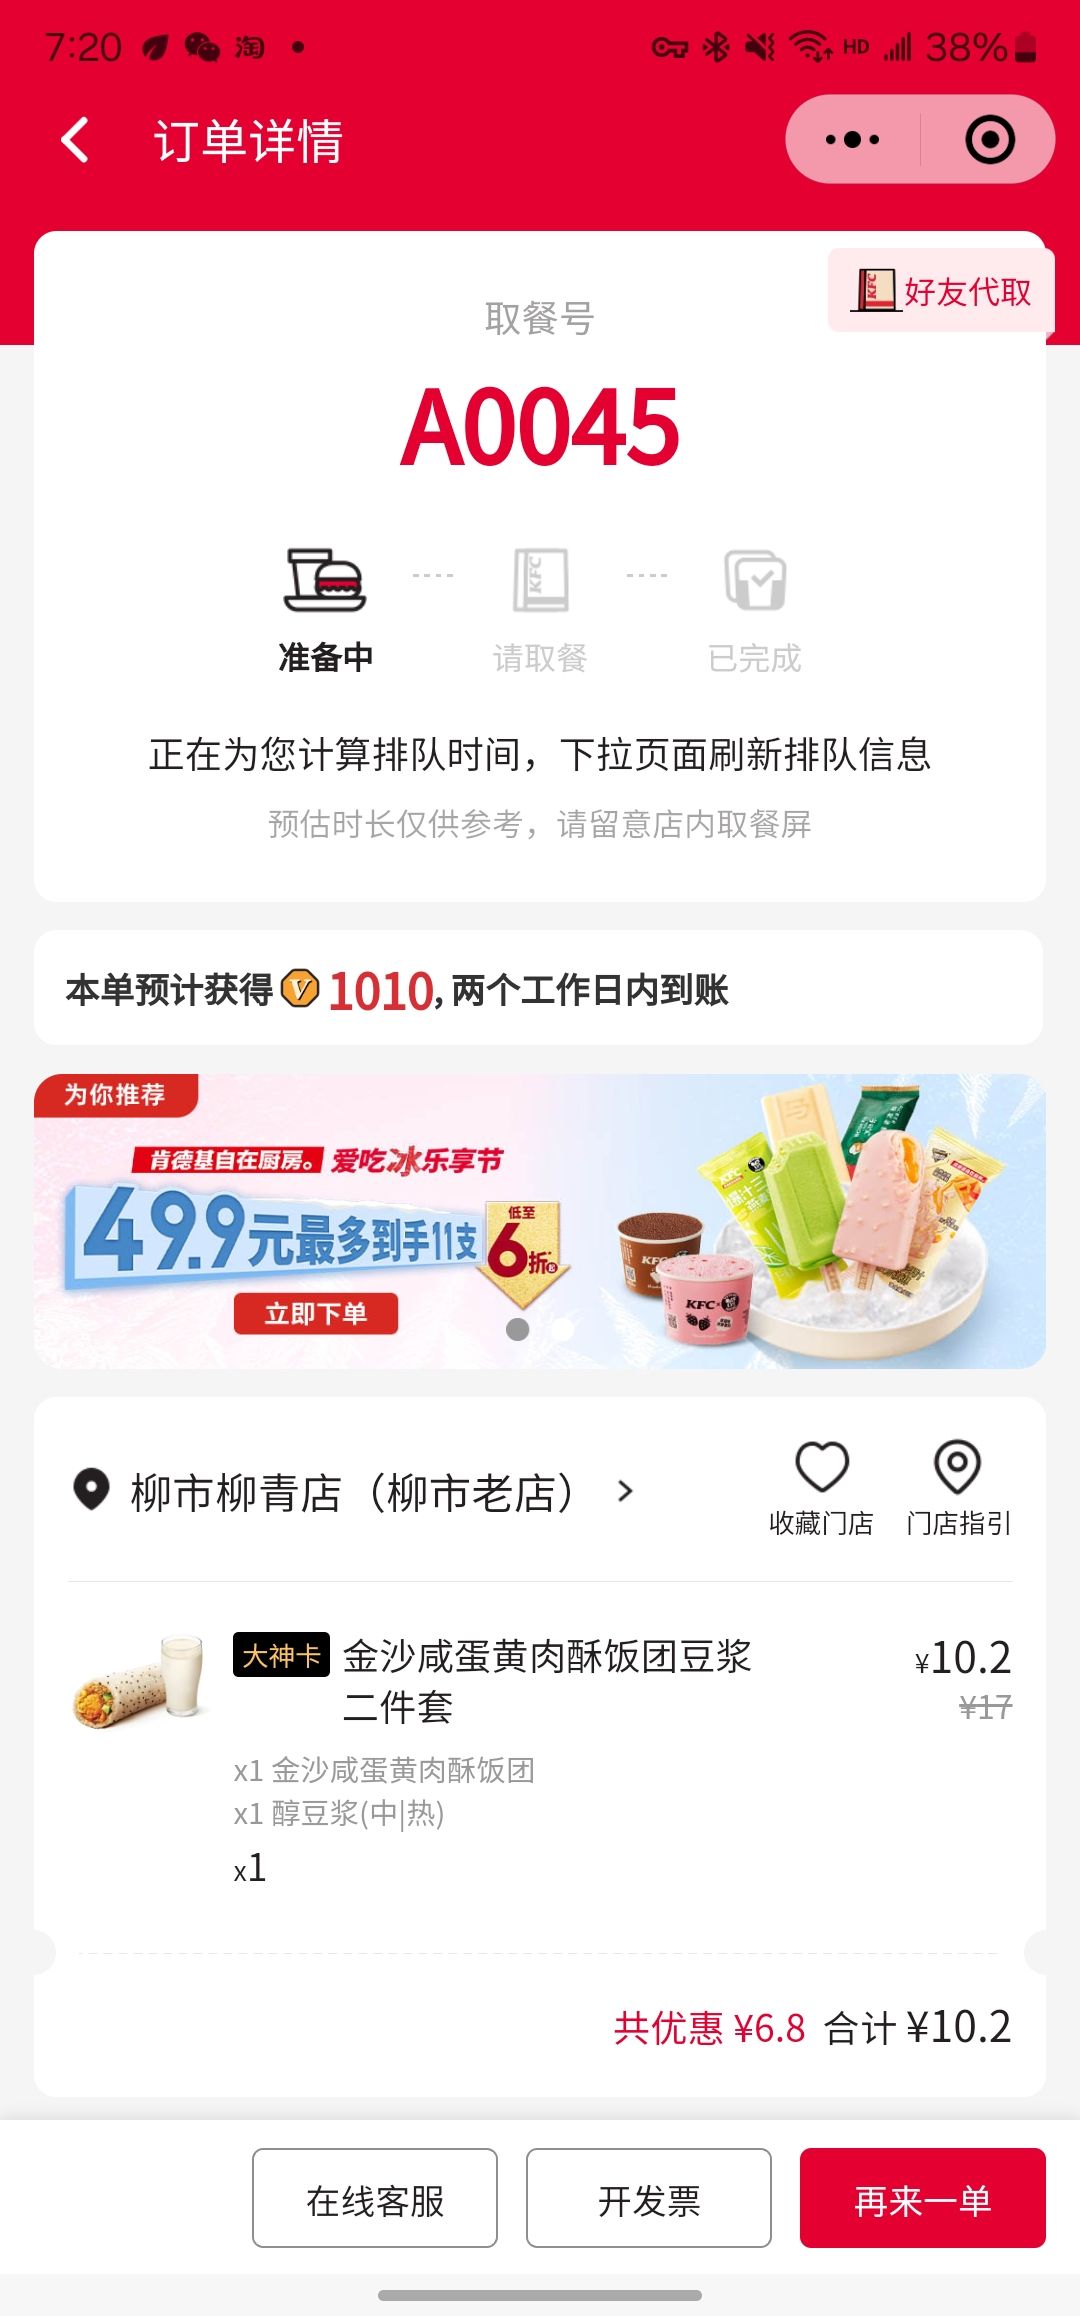 7:20 淘 HD 38%
订单详情
KFC 好友代取
取餐号
A0045
KFC
准备中 请取餐 已完成
正在为您计算排队时间，下拉页面刷新排队信息
预估时长仅供参考，请留意店内取餐屏
本单预计获得 V 1010, 两个工作日内到账
为你推荐
肯德基自在厨房。爱吃冰乐享节
49.9元最多到手11支
低至
6折起
立即下单
KFC
柳市柳青店（柳市老店）
收藏门店 门店指引
大神卡 金沙咸蛋黄肉酥饭团豆浆 ¥10.2
二件套 ¥17
x1 金沙咸蛋黄肉酥饭团
x1 醇豆浆(中|热)
x1
共优惠 ¥6.8 合计 ¥10.2
在线客服 开发票 再来一单